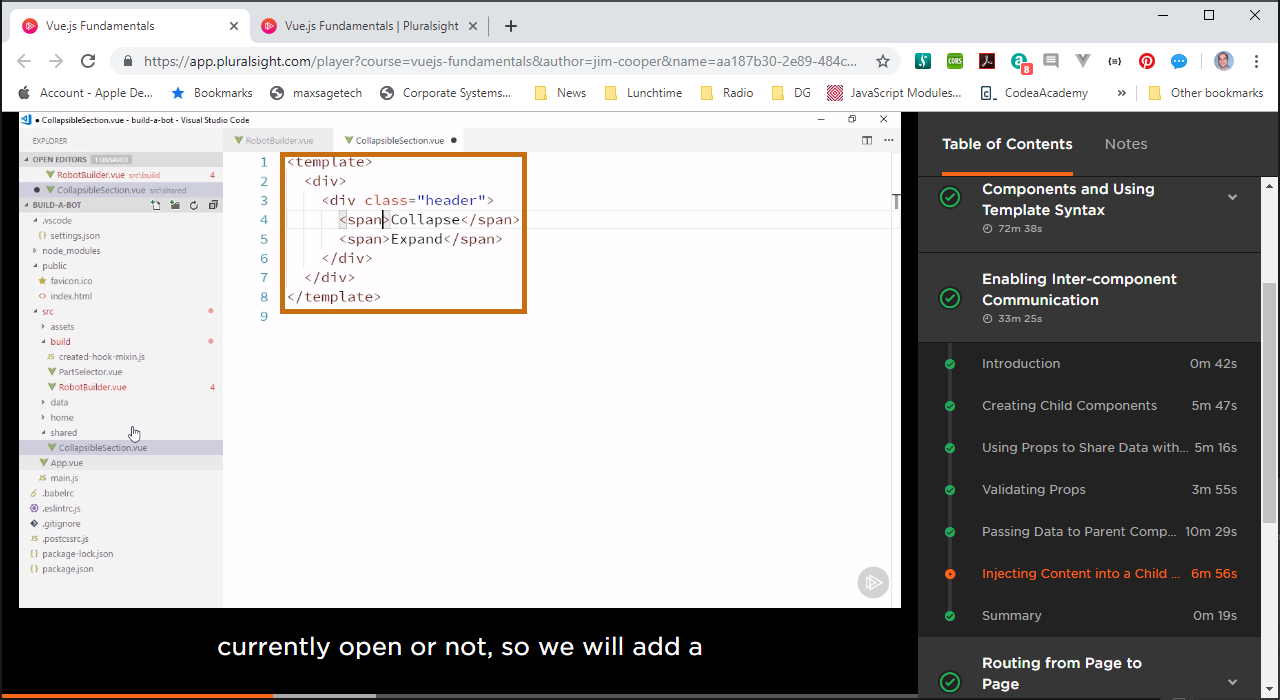 Vue.js Fundamentals
Vue.js Fundamentals | Pluralsight
https://app.pluralsight.com/player?course=vuejs-fundamentals&author=jim-cooper&name=aa187b30-2e89-484c...
CORS
a
8
{≡}
Account - Apple De...
Bookmarks
maxsagetech
Corporate Systems...
News
Lunchtime
Radio
DG
JavaScript Modules...
CodeaAcademy
»
Other bookmarks
● CollapsibleSection.vue - build-a-bot - Visual Studio Code
EXPLORER
OPEN EDITORS 1 UNSAVED
RobotBuilder.vue src\build 4
CollapsibleSection.vue src\shared
BUILD-A-BOT
.vscode
{} settings.json
node_modules
public
favicon.ico
<> index.html
src
assets
build
JS created-hook-mixin.js
PartSelector.vue
RobotBuilder.vue 4
data
home
shared
CollapsibleSection.vue
App.vue
JS main.js
.babelrc
.eslintrc.js
.gitignore
JS .postcssrc.js
{} package-lock.json
{} package.json
RobotBuilder.vue
CollapsibleSection.vue ●
1 <template>
2 <div>
3 <div class="header">
4 <span>Collapse</span>
5 <span>Expand</span>
6 </div>
7 </div>
8 </template>
9
currently open or not, so we will add a
Table of Contents
Notes
Components and Using
Template Syntax
72m 38s
Enabling Inter-component
Communication
33m 25s
Introduction 0m 42s
Creating Child Components 5m 47s
Using Props to Share Data with... 5m 16s
Validating Props 3m 55s
Passing Data to Parent Comp... 10m 29s
Injecting Content into a Child ... 6m 56s
Summary 0m 19s
Routing from Page to
Page